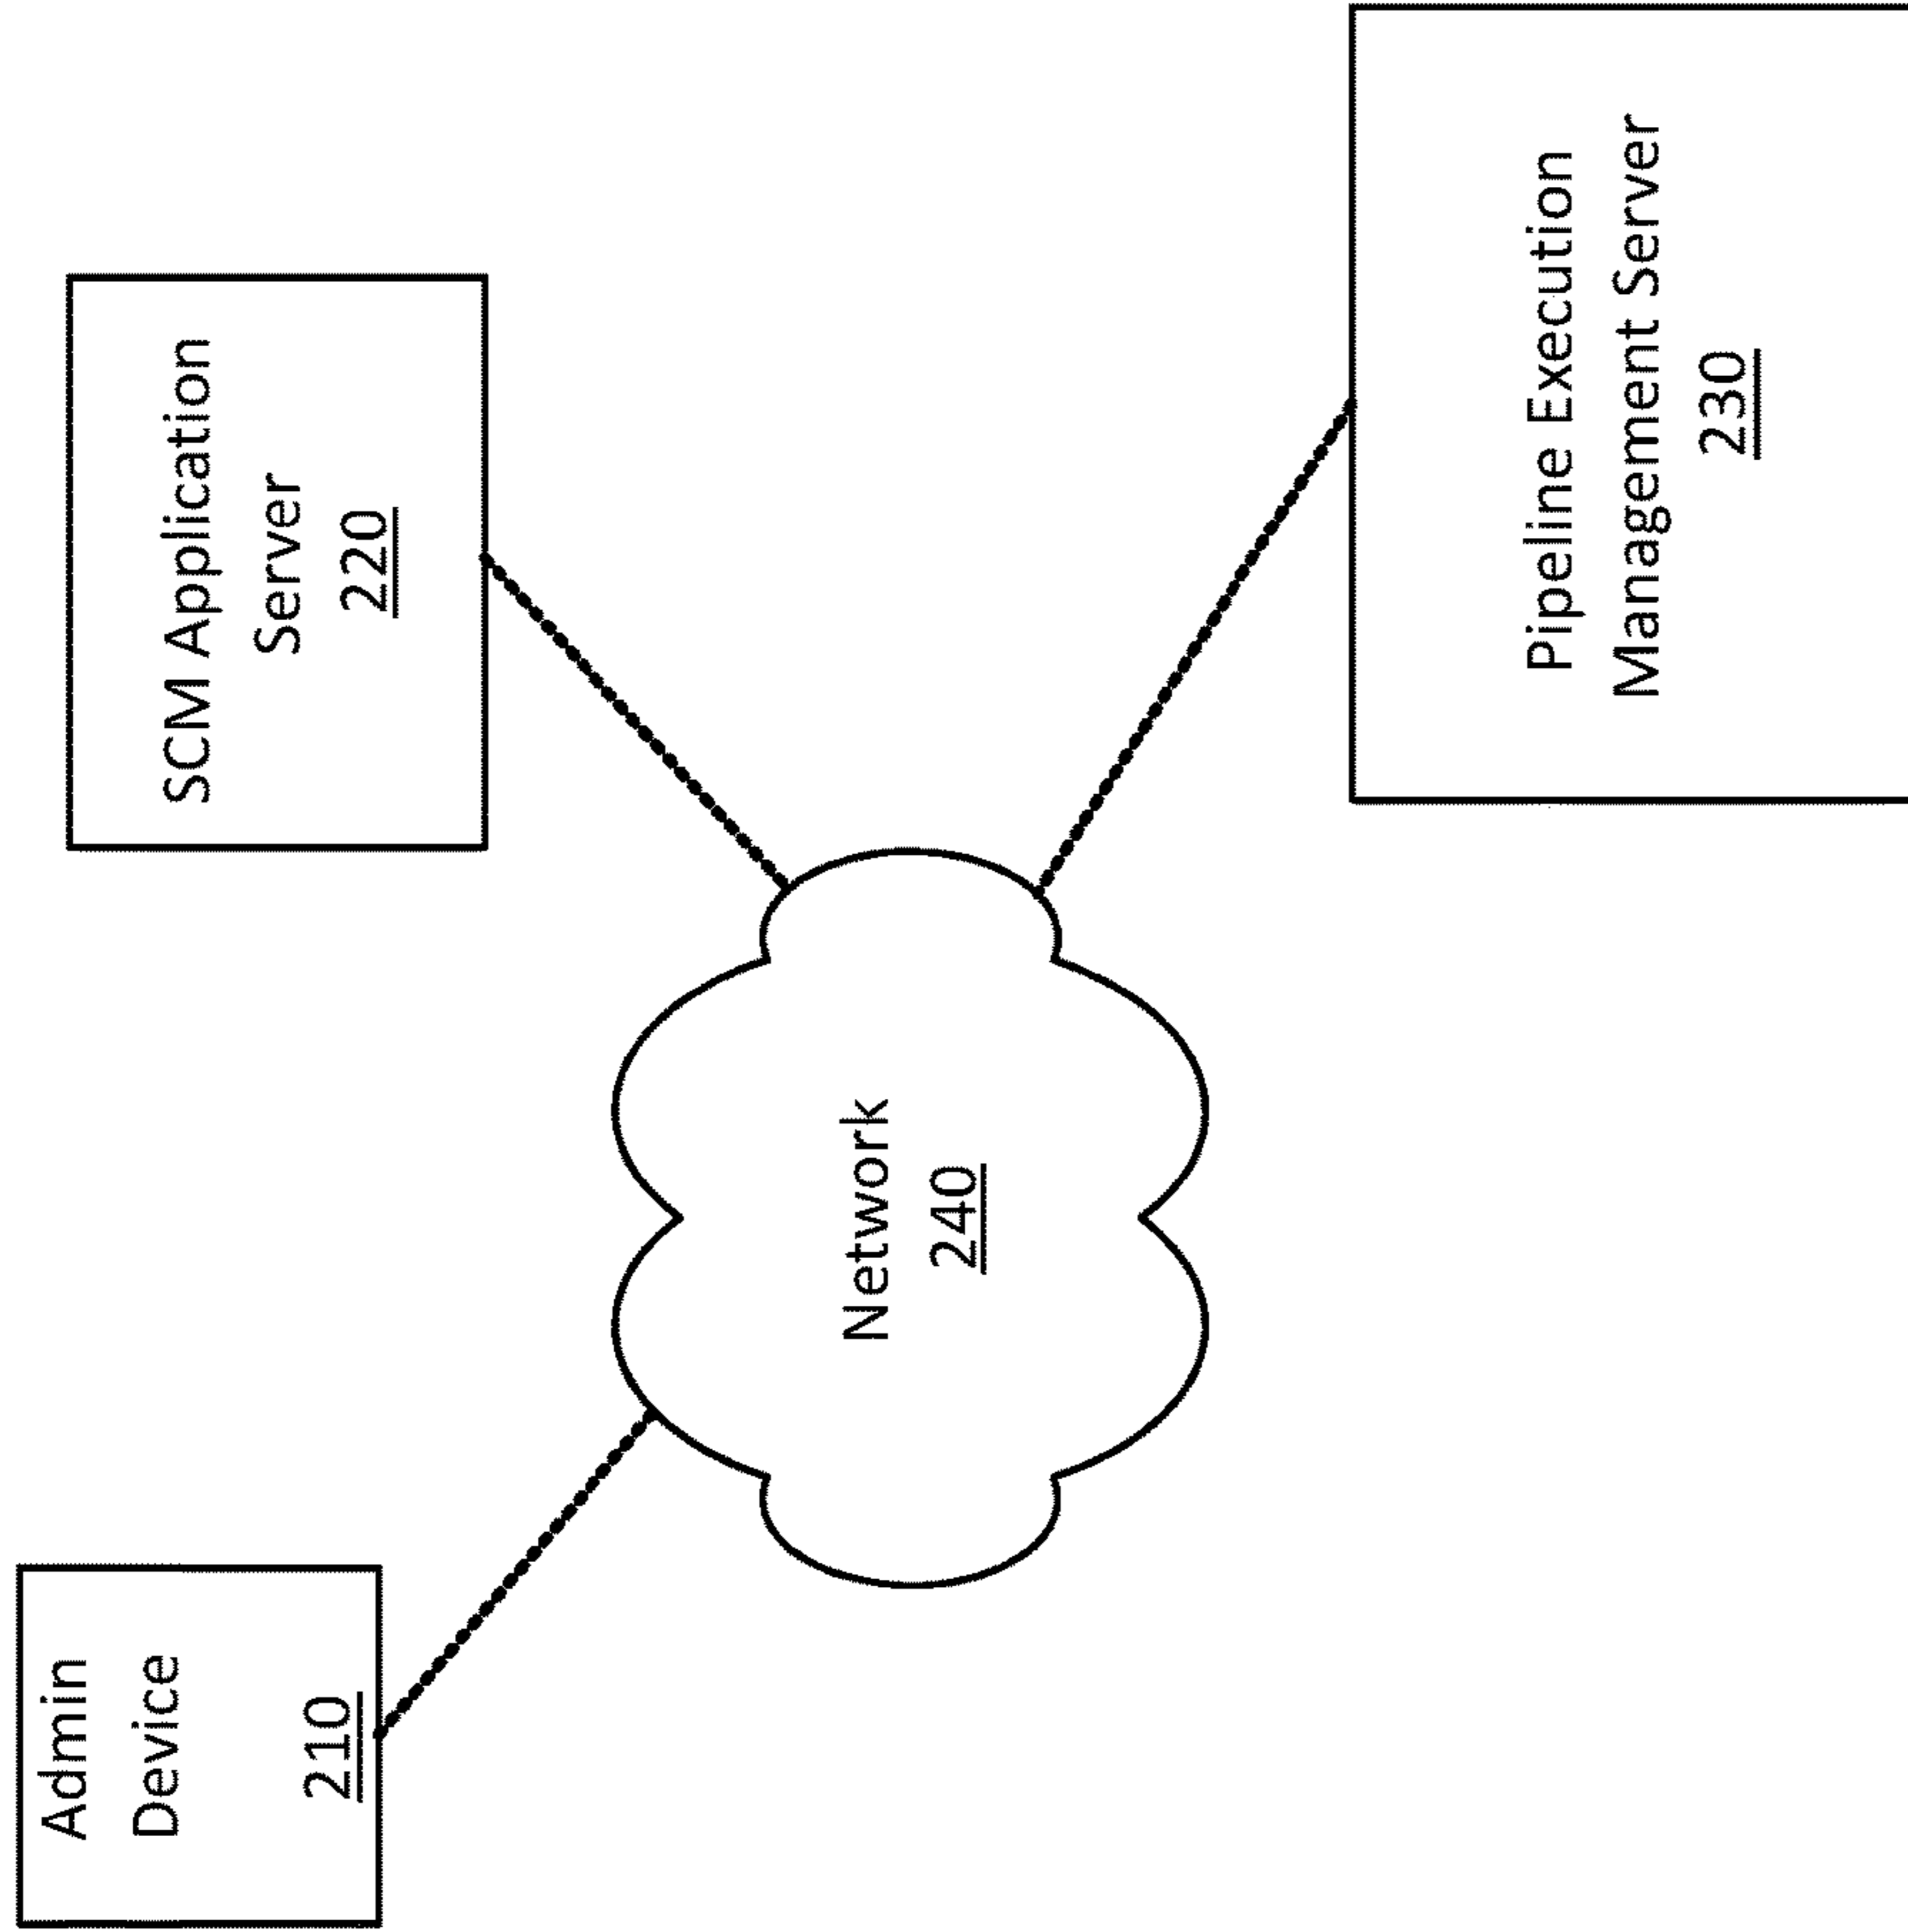 Admin
Device
210
SCM Application
Server
220
Network
240
Pipeline Execution
Management Server
230